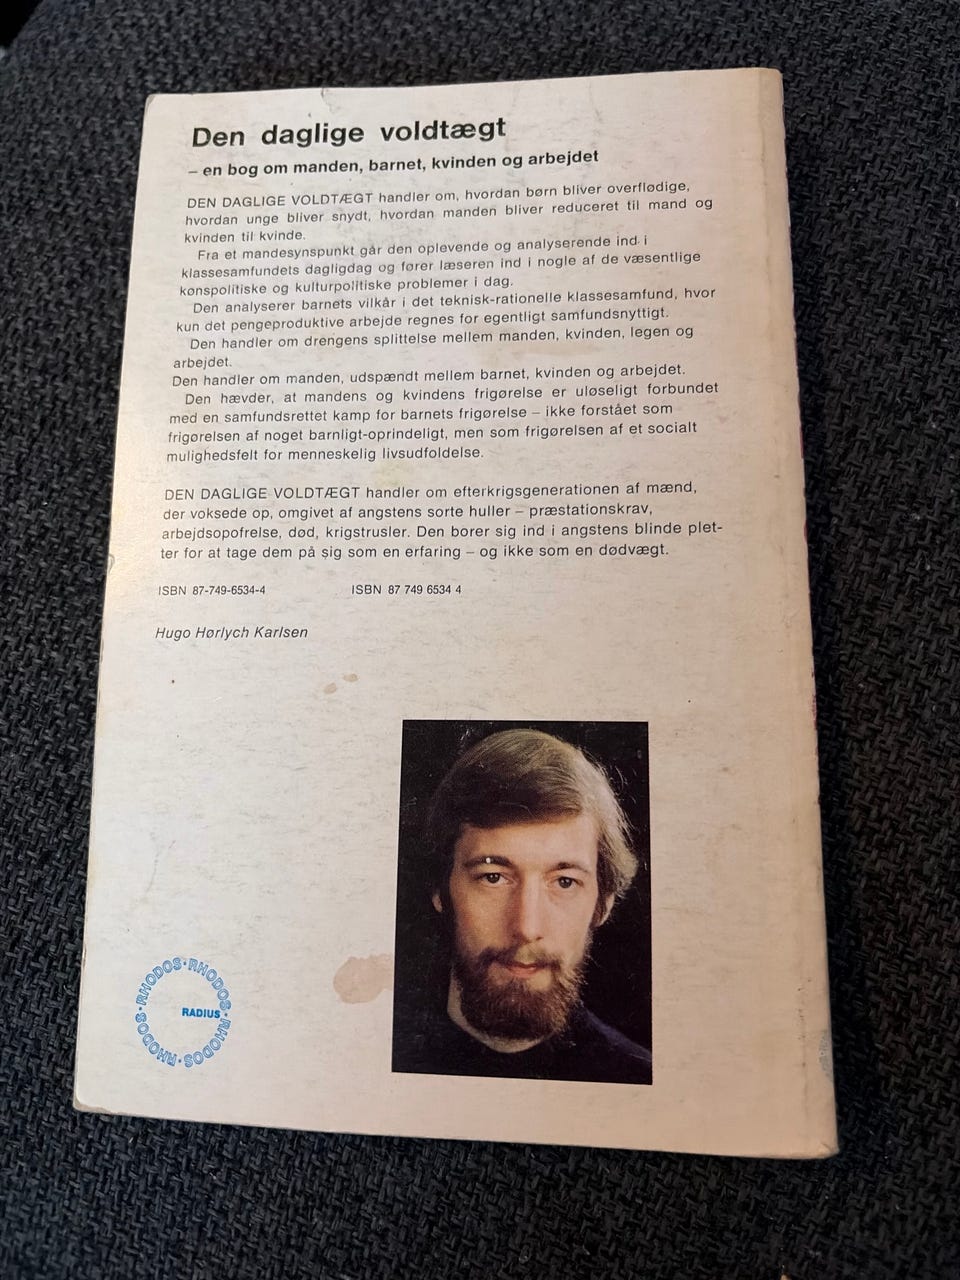 Den daglige voldtægt
– en bog om manden, barnet, kvinden og arbejdet
DEN DAGLIGE VOLDTÆGT handler om, hvordan børn bliver overflødige,
hvordan unge bliver snydt, hvordan manden bliver reduceret til mand og
kvinden til kvinde.
Fra et mandesynspunkt går den oplevende og analyserende ind i
klassesamfundets dagligdag og fører læseren ind i nogle af de væsentlige
kønspolitiske og kulturpolitiske problemer i dag.
Den analyserer barnets vilkår i det teknisk-rationelle klassesamfund, hvor
kun det pengeproduktive arbejde regnes for egentligt samfundsnyttigt.
Den handler om drengens splittelse mellem manden, kvinden, legen og
arbejdet.
Den handler om manden, udspændt mellem barnet, kvinden og arbejdet.
Den hævder, at mandens og kvindens frigørelse er uløseligt forbundet
med en samfundsrettet kamp for barnets frigørelse – ikke forstået som
frigørelsen af noget barnligt-oprindeligt, men som frigørelsen af et socialt
mulighedsfelt for menneskelig livsudfoldelse.
DEN DAGLIGE VOLDTÆGT handler om efterkrigsgenerationen af mænd,
der voksede op, omgivet af angstens sorte huller – præstationskrav,
arbejdsopofrelse, død, krigstrusler. Den borer sig ind i angstens blinde plet-
ter for at tage dem på sig som en erfaring – og ikke som en dødvægt.
ISBN 87-749-6534-4 ISBN 87 749 6534 4
Hugo Hørlych Karlsen
RHODOS · RHODOS · RHODOS · RHODOS ·
RADIUS